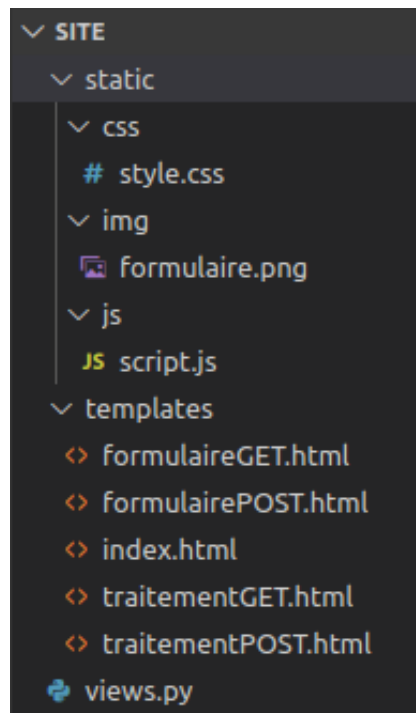 SITE
static
css
# style.css
img
formulaire.png
js
JS script.js
templates
<> formulaireGET.html
<> formulairePOST.html
<> index.html
<> traitementGET.html
<> traitementPOST.html
views.py